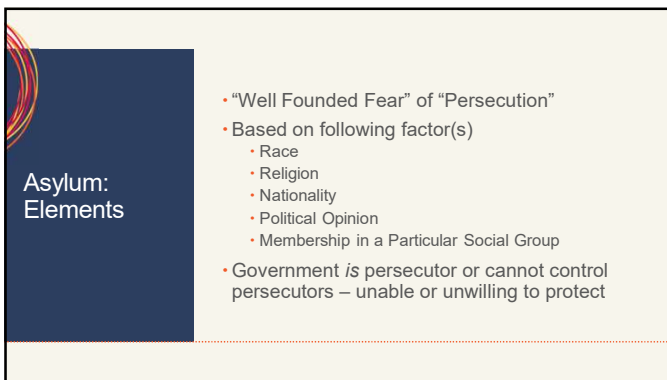 Asylum:
Elements
• “Well Founded Fear” of “Persecution”
• Based on following factor(s)
• Race
• Religion
• Nationality
• Political Opinion
• Membership in a Particular Social Group
• Government is persecutor or cannot control
persecutors – unable or unwilling to protect